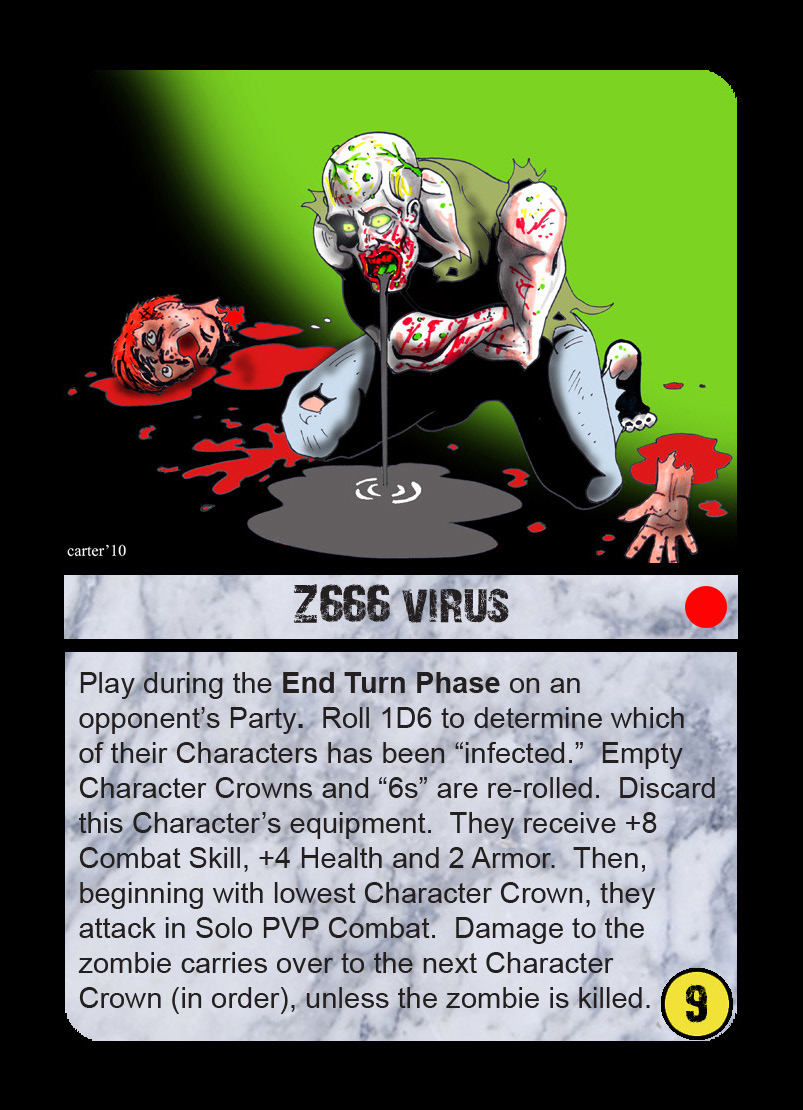 carter’10
Z666 VIRUS
Play during the End Turn Phase on an
opponent’s Party.  Roll 1D6 to determine which
of their Characters has been “infected.”  Empty
Character Crowns and “6s” are re-rolled.  Discard
this Character’s equipment.  They receive +8
Combat Skill, +4 Health and 2 Armor.  Then,
beginning with lowest Character Crown, they
attack in Solo PVP Combat.  Damage to the
zombie carries over to the next Character
Crown (in order), unless the zombie is killed.
9